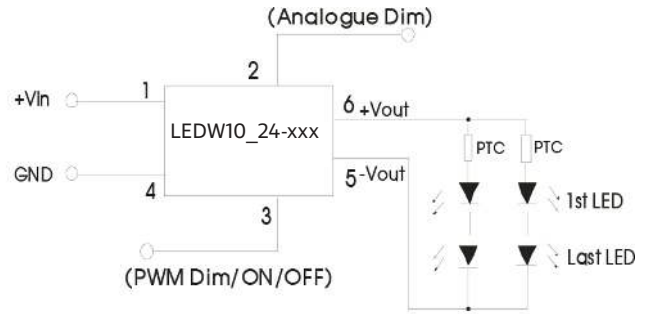 (Analogue Dim)
2
+Vin
1
6 +Vout
LEDW10_24-xxx
PTC
PTC
GND
4
5 -Vout
1st LED
3
Last LED
(PWM Dim/ON/OFF)